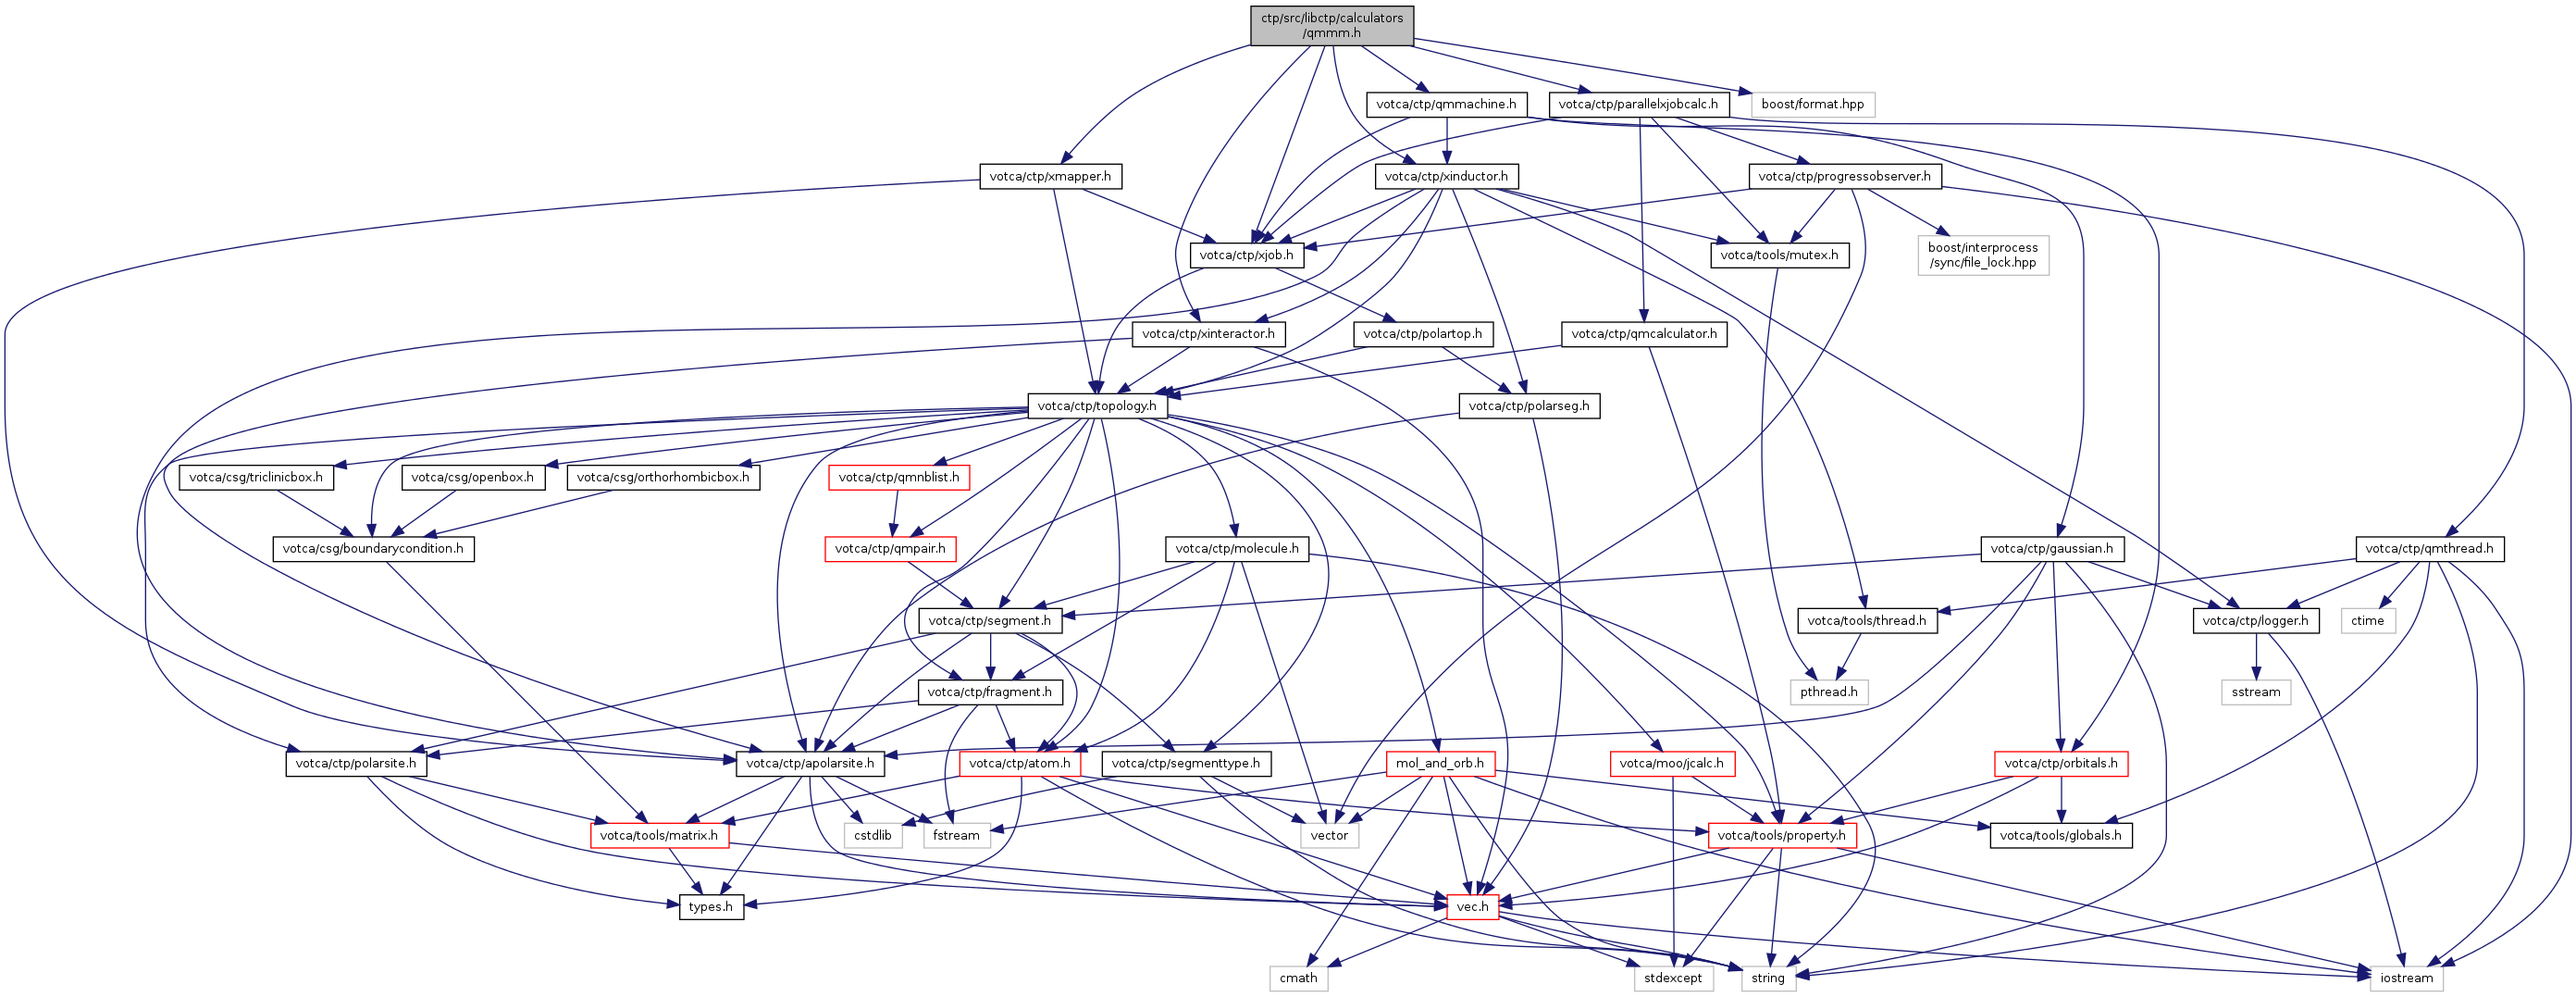 ctp/src/libctp/calculators
/qmmm.h
votca/ctp/qmmachine.h
votca/ctp/parallelxjobcalc.h
boost/format.hpp
votca/ctp/xmapper.h
votca/ctp/xinductor.h
votca/ctp/progressobserver.h
votca/ctp/xjob.h
votca/tools/mutex.h
boost/interprocess
/sync/file_lock.hpp
votca/ctp/xinteractor.h
votca/ctp/polartop.h
votca/ctp/qmcalculator.h
votca/ctp/topology.h
votca/ctp/polarseg.h
votca/csg/triclinicbox.h
votca/csg/openbox.h
votca/csg/orthorhombicbox.h
votca/ctp/qmnblist.h
votca/csg/boundarycondition.h
votca/ctp/qmpair.h
votca/ctp/molecule.h
votca/ctp/gaussian.h
votca/ctp/qmthread.h
votca/ctp/segment.h
votca/tools/thread.h
votca/ctp/logger.h
ctime
votca/ctp/fragment.h
pthread.h
sstream
votca/ctp/polarsite.h
votca/ctp/apolarsite.h
votca/ctp/atom.h
votca/ctp/segmenttype.h
mol_and_orb.h
votca/moo/jcalc.h
votca/ctp/orbitals.h
votca/tools/matrix.h
cstdlib
fstream
vector
votca/tools/property.h
votca/tools/globals.h
types.h
vec.h
cmath
stdexcept
string
iostream